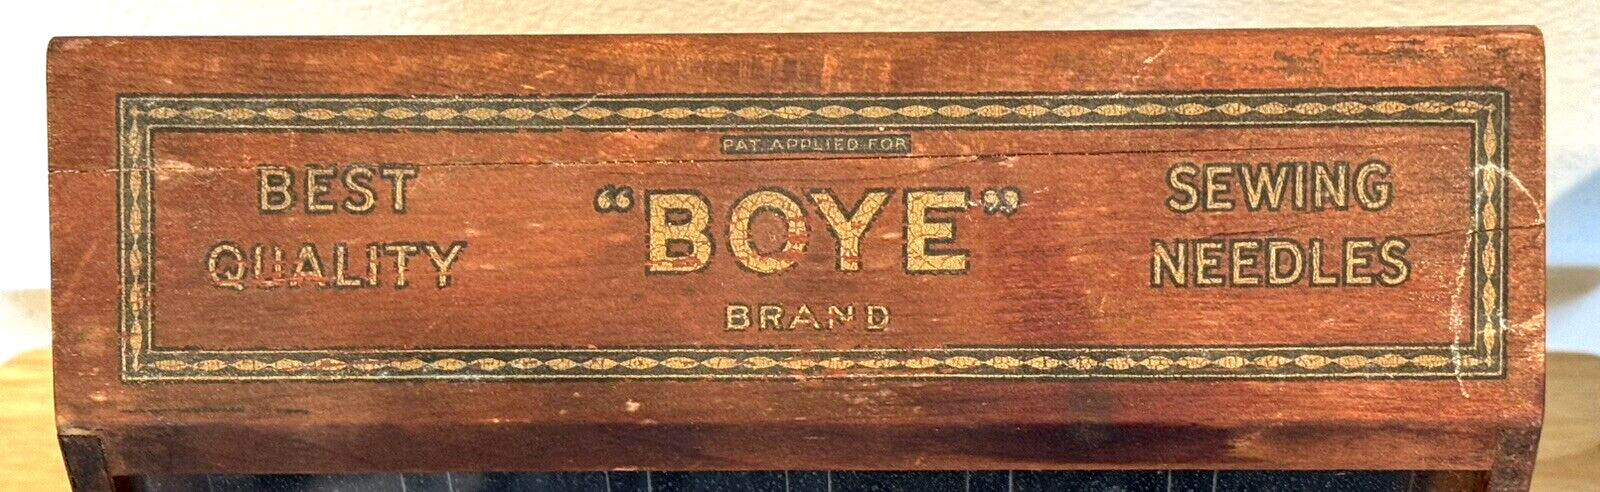 PAT. APPLIED FOR
BEST
QUALITY
"BOYE"
BRAND
SEWING
NEEDLES